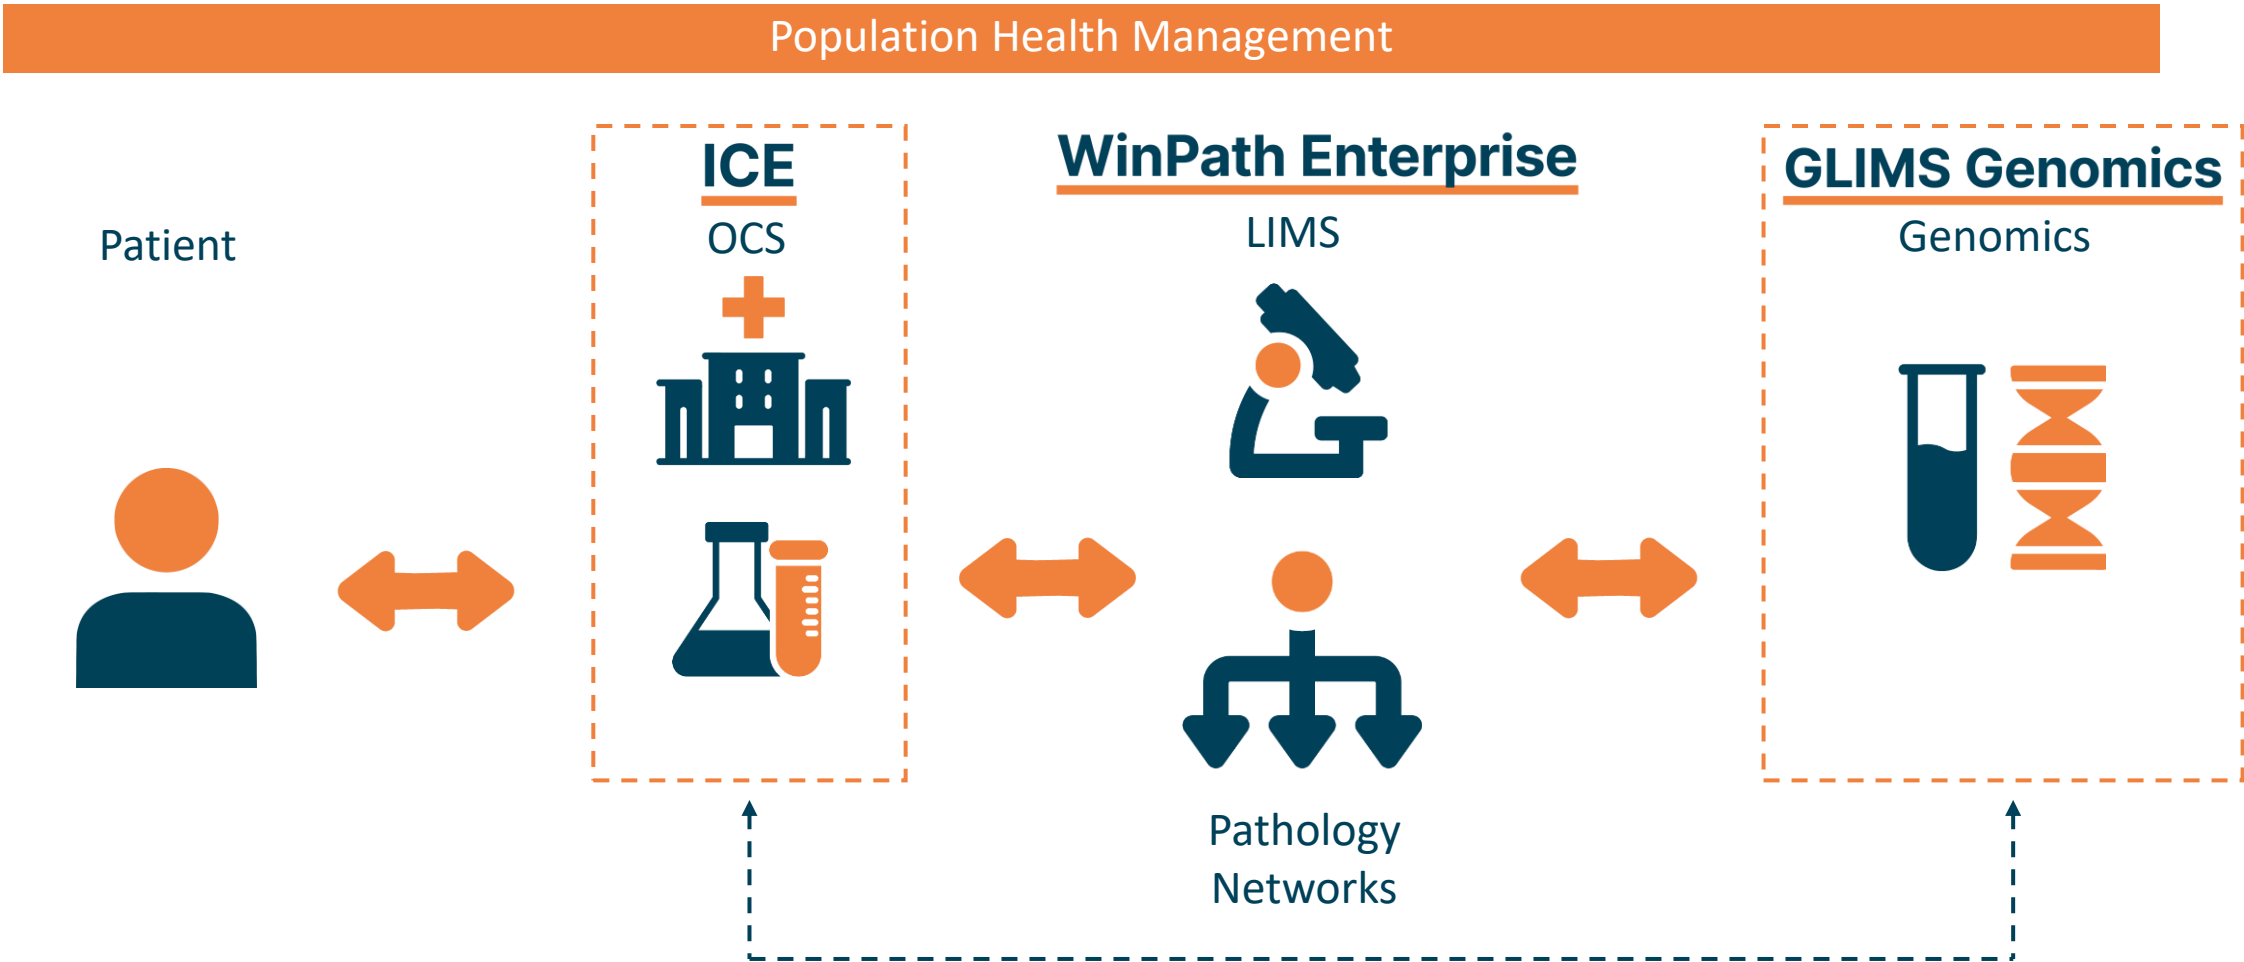 Population Health Management
Patient
ICE
OCS
WinPath Enterprise
LIMS
Pathology
Networks
GLIMS Genomics
Genomics